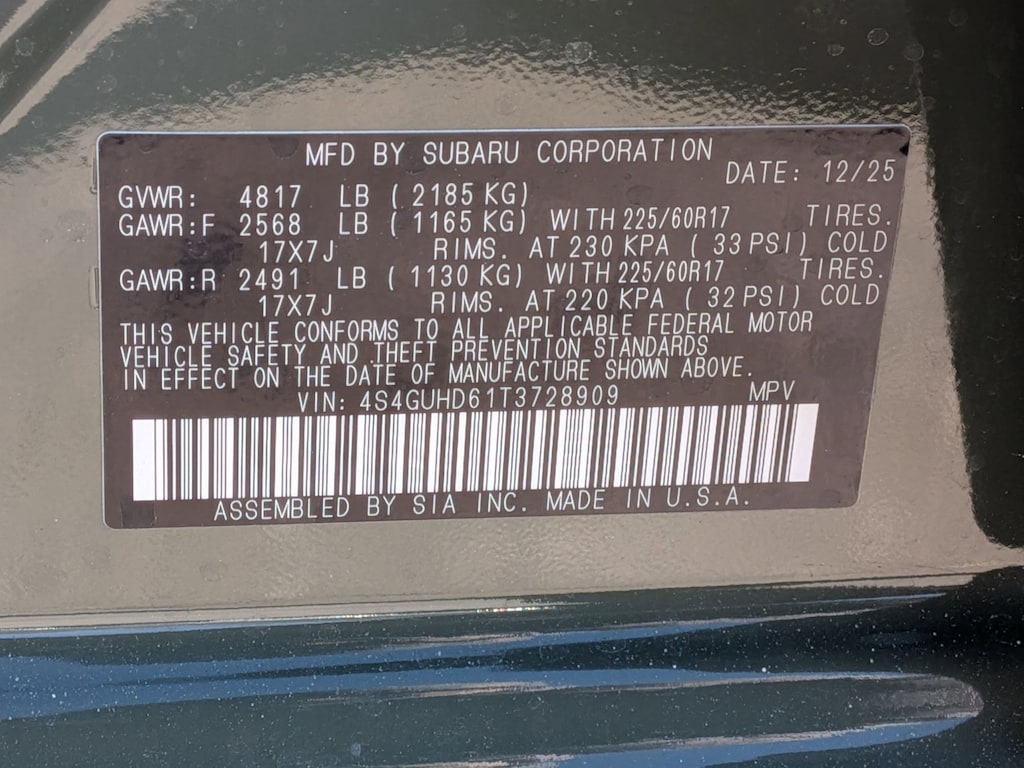 MFD BY SUBARU CORPORATION
DATE: 12/25
GVWR: 4817 LB ( 2185 KG)
GAWR:F 2568 LB ( 1165 KG) WITH 225/60R17 TIRES.
17X7J RIMS. AT 230 KPA ( 33 PSI) COLD
GAWR:R 2491 LB ( 1130 KG) WITH 225/60R17 TIRES.
17X7J RIMS. AT 220 KPA ( 32 PSI) COLD
THIS VEHICLE CONFORMS TO ALL APPLICABLE FEDERAL MOTOR
VEHICLE SAFETY AND THEFT PREVENTION STANDARDS
IN EFFECT ON THE DATE OF MANUFACTURE SHOWN ABOVE.
VIN: 4S4GUHD61T3728909 MPV
ASSEMBLED BY SIA INC. MADE IN U.S.A.